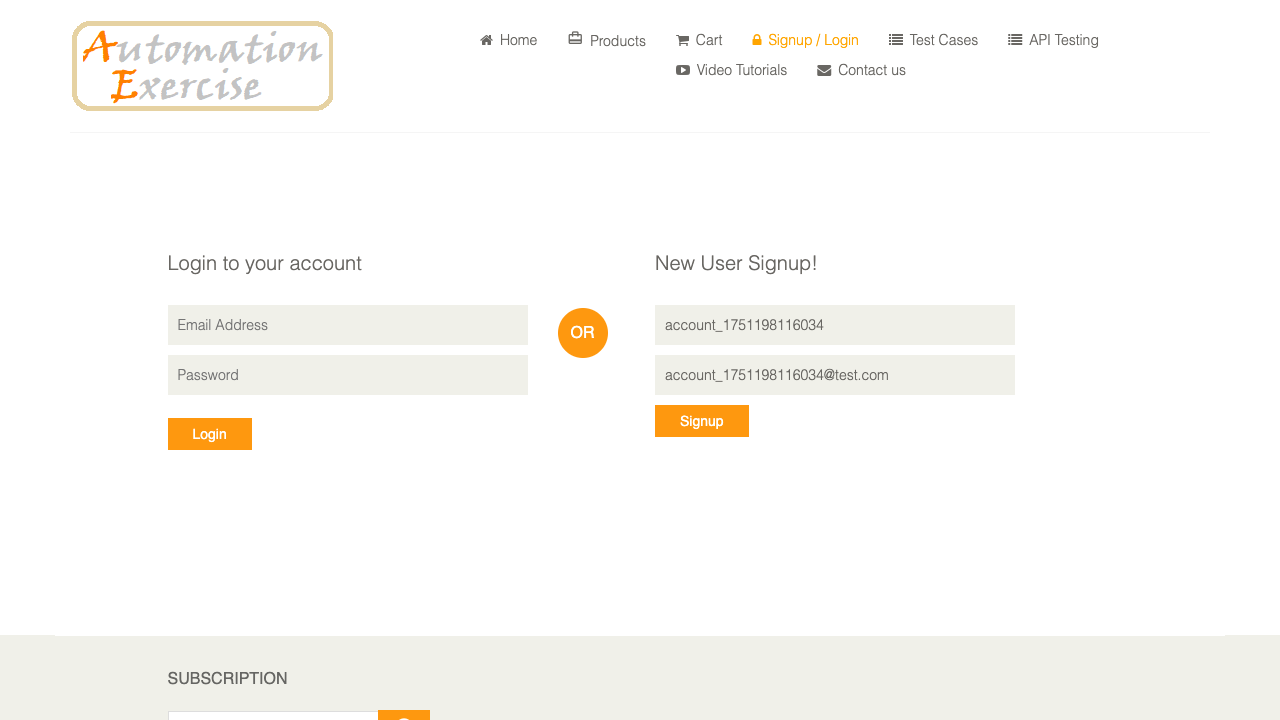 Automation
Exercise
Home
Products
Cart
Signup / Login
Test Cases
API Testing
Video Tutorials
Contact us
Login to your account
Email Address
Password
Login
OR
New User Signup!
account_1751198116034
account_1751198116034@test.com
Signup
SUBSCRIPTION